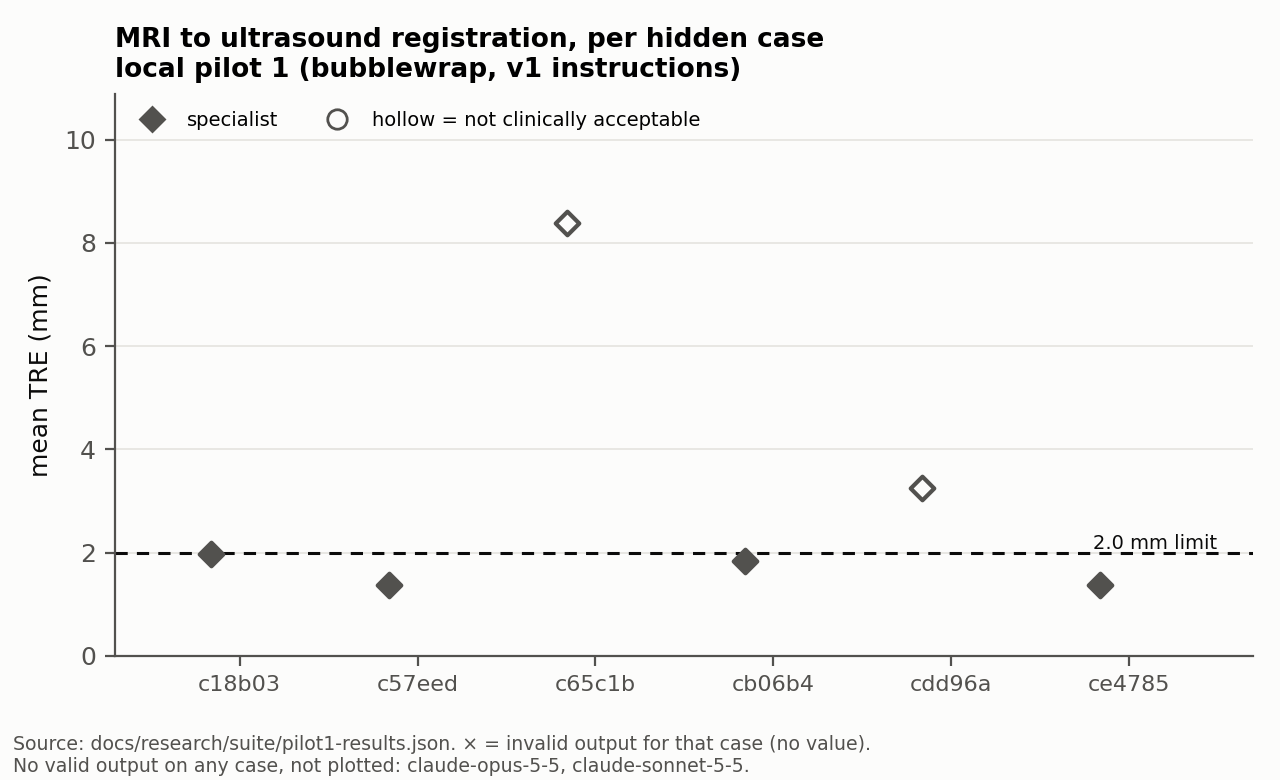 MRI to ultrasound registration, per hidden case
local pilot 1 (bubblewrap, v1 instructions)
specialist
hollow = not clinically acceptable
mean TRE (mm)
10
8
6
4
2
0
2.0 mm limit
c18b03
c57eed
c65c1b
cb06b4
cdd96a
ce4785
Source: docs/research/suite/pilot1-results.json. × = invalid output for that case (no value).
No valid output on any case, not plotted: claude-opus-5-5, claude-sonnet-5-5.